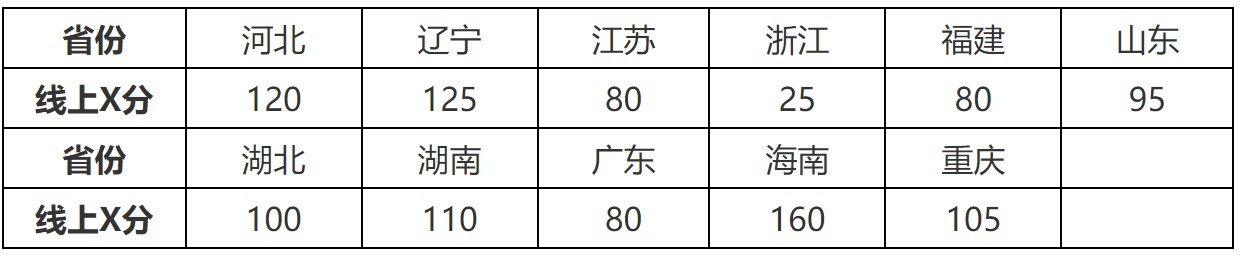 省份 河北 辽宁 江苏 浙江 福建 山东
线上X分 120 125 80 25 80 95
省份 湖北 湖南 广东 海南 重庆
线上X分 100 110 80 160 105